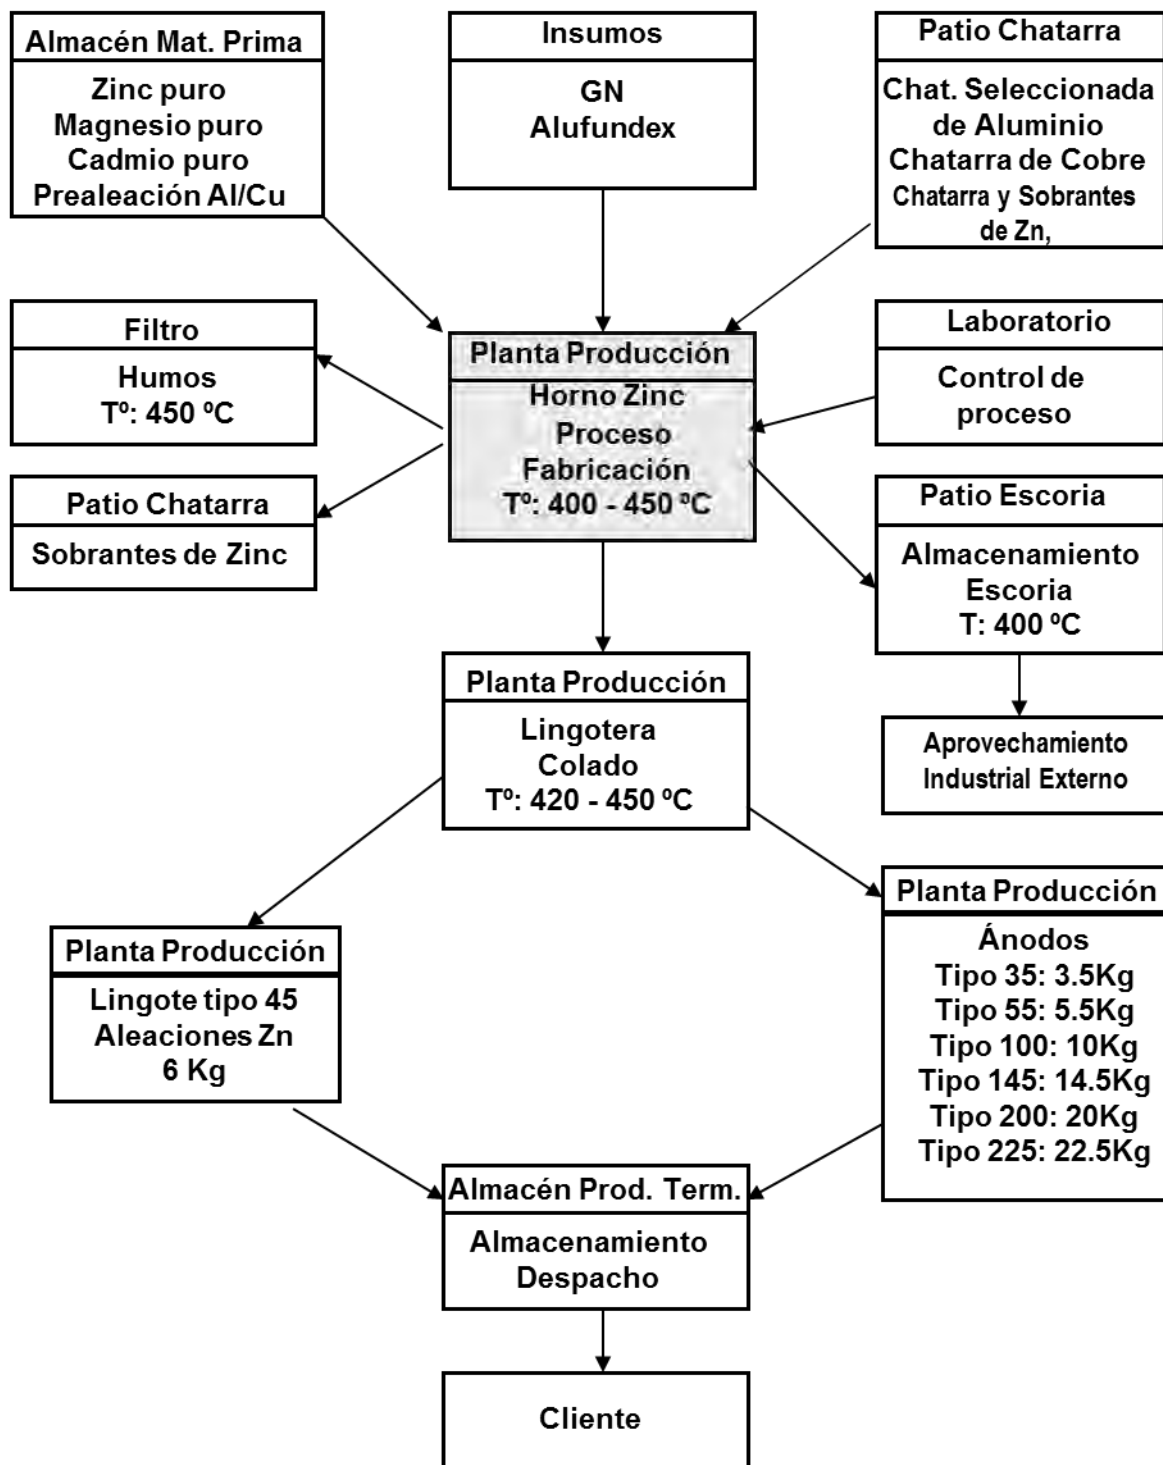 Almacén Mat. Prima
Zinc puro
Magnesio puro
Cadmio puro
Prealeación Al/Cu
Insumos
GN
Alufundex
Patio Chatarra
Chat. Seleccionada
de Aluminio
Chatarra de Cobre
Chatarra y Sobrantes
de Zn,
Filtro
Humos
Tº: 450 ºC
Planta Producción
Horno Zinc
Proceso
Fabricación
Tº: 400 - 450 ºC
Laboratorio
Control de
proceso
Patio Chatarra
Sobrantes de Zinc
Patio Escoria
Almacenamiento
Escoria
T: 400 ºC
Planta Producción
Lingotera
Colado
Tº: 420 - 450 ºC
Aprovechamiento
Industrial Externo
Planta Producción
Lingote tipo 45
Aleaciones Zn
6 Kg
Planta Producción
Ánodos
Tipo 35: 3.5Kg
Tipo 55: 5.5Kg
Tipo 100: 10Kg
Tipo 145: 14.5Kg
Tipo 200: 20Kg
Tipo 225: 22.5Kg
Almacén Prod. Term.
Almacenamiento
Despacho
Cliente